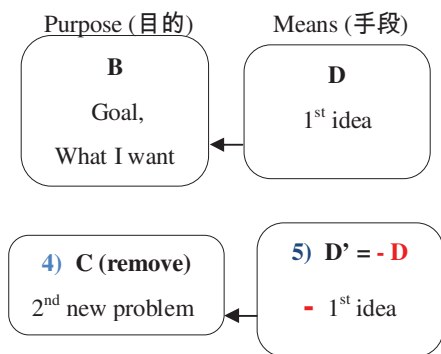 Purpose (目的) Means (手段)
B
Goal,
What I want
D
1st idea
4) C (remove)
2nd new problem
5) D’ = - D
- 1st idea